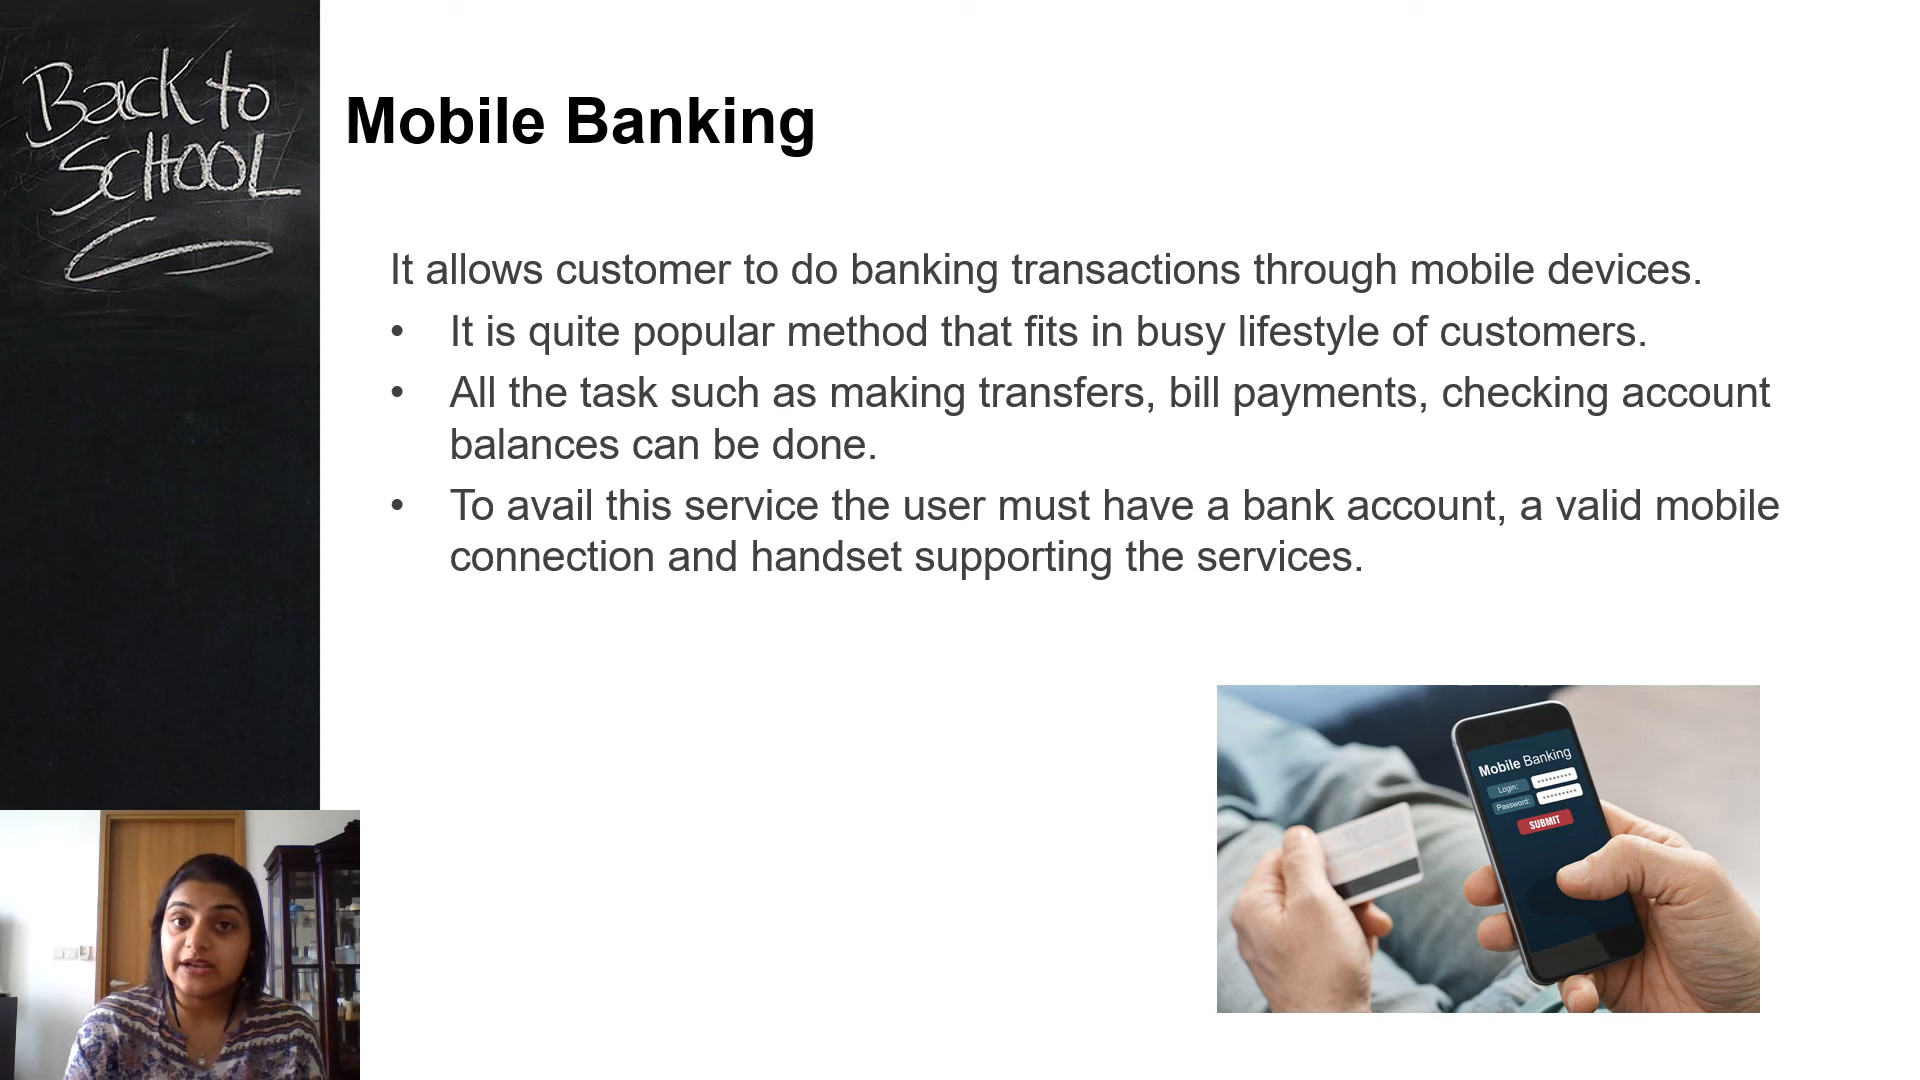 Back to
SCHOOL
Mobile Banking
It allows customer to do banking transactions through mobile devices.
• It is quite popular method that fits in busy lifestyle of customers.
• All the task such as making transfers, bill payments, checking account
balances can be done.
• To avail this service the user must have a bank account, a valid mobile
connection and handset supporting the services.
Mobile Banking
Login: *********
Password: *********
SUBMIT